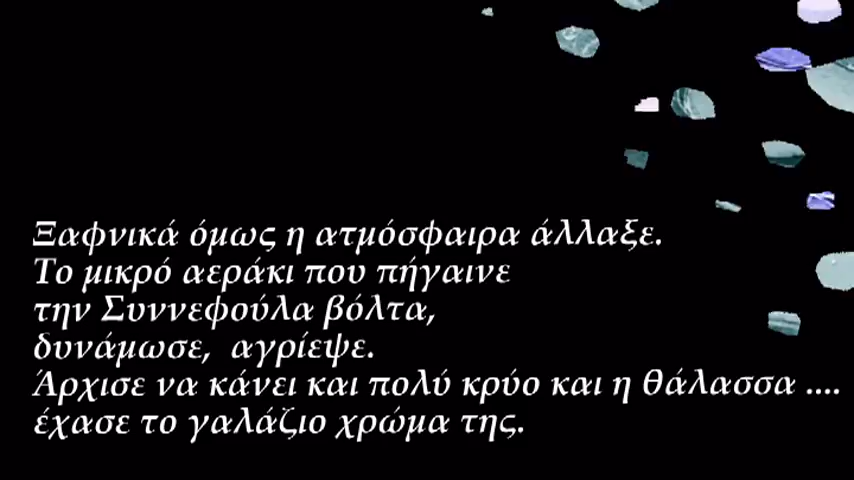 Ξαφνικά όμως η ατμόσφαιρα άλλαξε.
Το μικρό αεράκι που πήγαινε
την Συννεφούλα βόλτα,
δυνάμωσε,  αγρίεψε.
Άρχισε να κάνει και πολύ κρύο και η θάλασσα ....
έχασε το γαλάζιο χρώμα της.